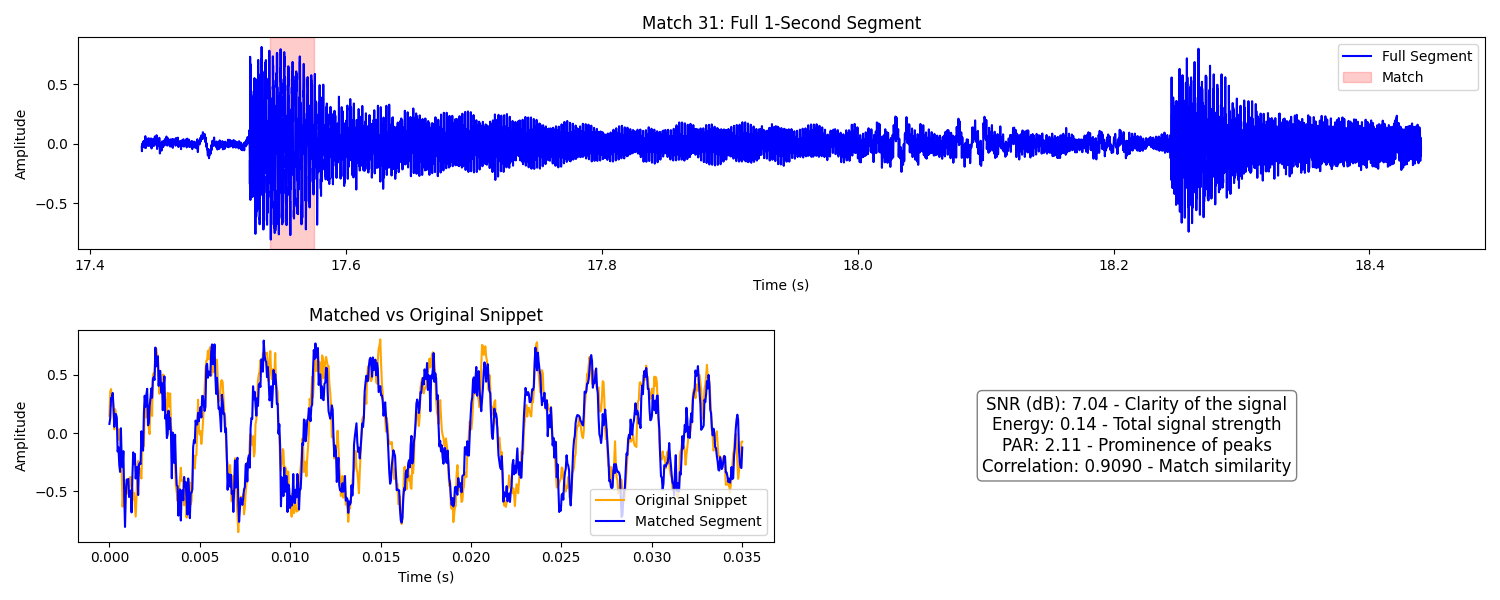 Match 31: Full 1-Second Segment
Amplitude
0.5
0.0
−0.5
Full Segment
Match
17.4 17.6 17.8 18.0 18.2 18.4
Time (s)
Matched vs Original Snippet
Amplitude
0.5
0.0
−0.5
Original Snippet
Matched Segment
0.000 0.005 0.010 0.015 0.020 0.025 0.030 0.035
Time (s)
SNR (dB): 7.04 - Clarity of the signal
Energy: 0.14 - Total signal strength
PAR: 2.11 - Prominence of peaks
Correlation: 0.9090 - Match similarity